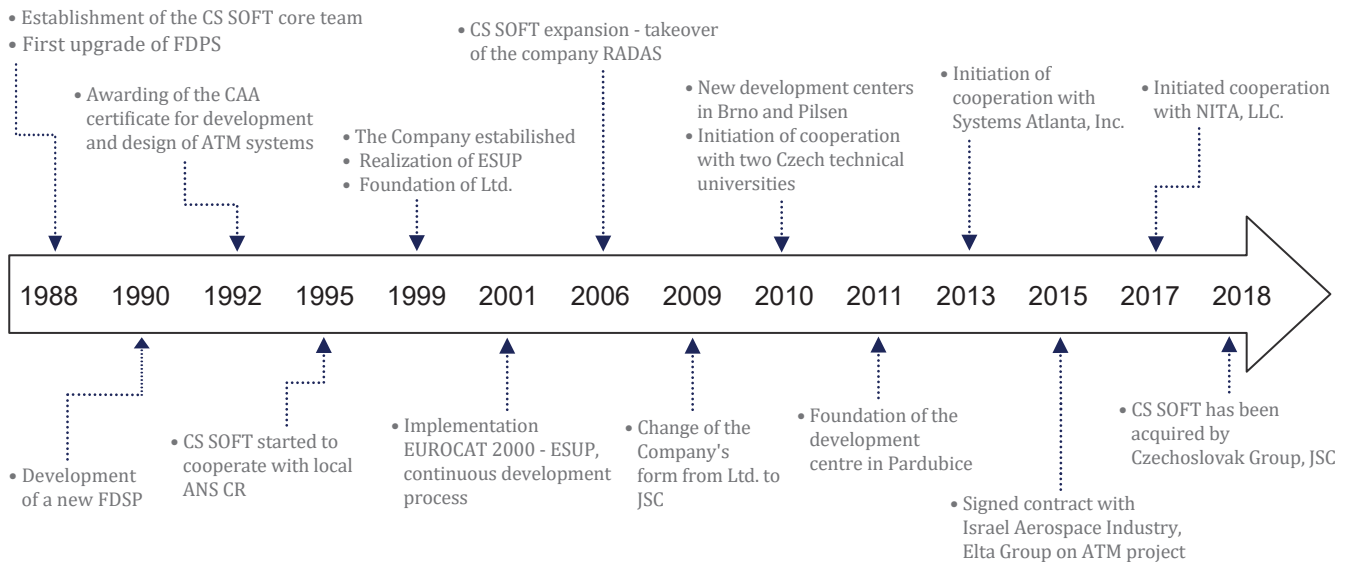 • Establishment of the CS SOFT core team
• First upgrade of FDPS
• Awarding of the CAA
certificate for development
and design of ATM systems
• The Company estabilished
• Realization of ESUP
• Foundation of Ltd.
• CS SOFT expansion - takeover
of the company RADAS
• New development centers
in Brno and Pilsen
• Initiation of cooperation
with two Czech technical
universities
• Initiation of
cooperation with
Systems Atlanta, Inc.
• Initiated cooperation
with NITA, LLC.
1988 1990 1992 1995 1999 2001 2006 2009 2010 2011 2013 2015 2017 2018
• Development
of a new FDSP
• CS SOFT started to
cooperate with local
ANS CR
• Implementation
EUROCAT 2000 - ESUP,
continuous development
process
• Change of the
Company's
form from Ltd. to
JSC
• Foundation of the
development
centre in Pardubice
• Signed contract with
Israel Aerospace Industry,
Elta Group on ATM project
• CS SOFT has been
acquired by
Czechoslovak Group, JSC